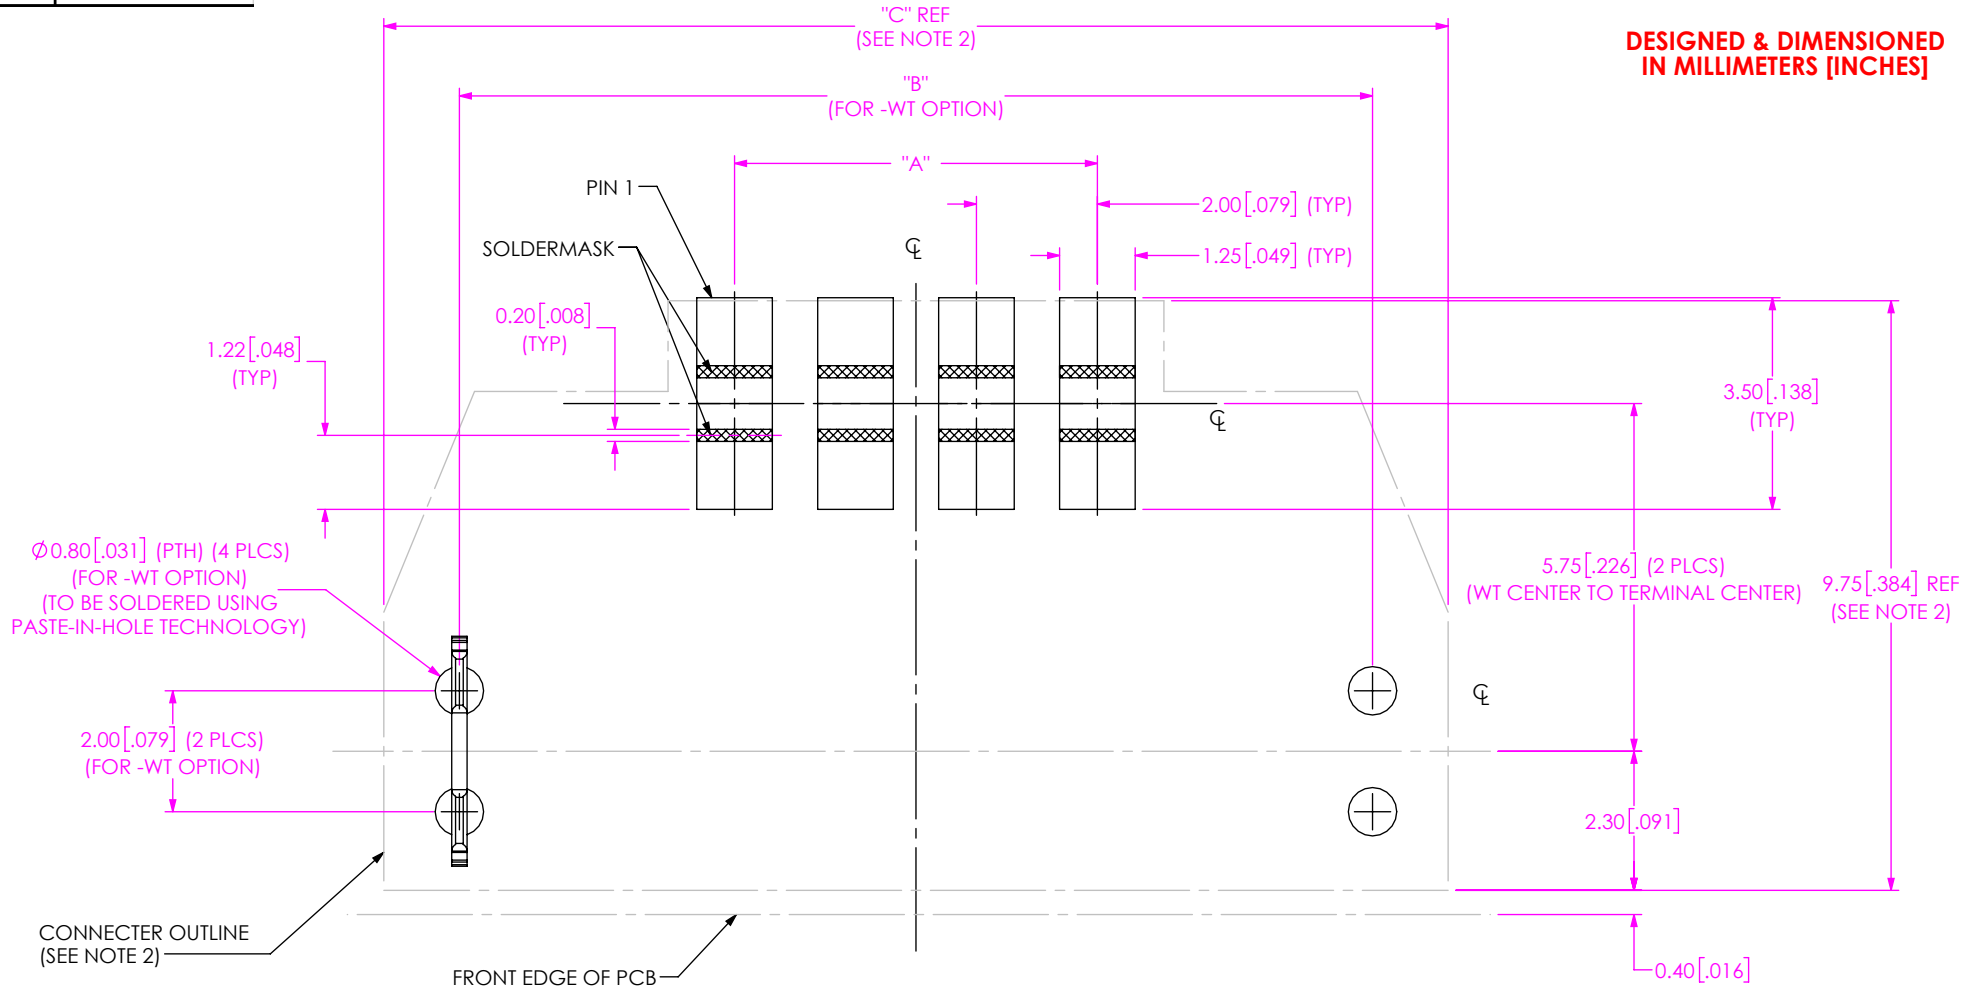 "C" REF
(SEE NOTE 2)
DESIGNED & DIMENSIONED
IN MILLIMETERS [INCHES]
"B"
(FOR -WT OPTION)
"A"
PIN 1
2.00[.079] (TYP)
SOLDERMASK
℄
1.25[.049] (TYP)
0.20[.008]
(TYP)
1.22[.048]
(TYP)
3.50[.138]
(TYP)
℄
Ø0.80[.031] (PTH) (4 PLCS)
(FOR -WT OPTION)
(TO BE SOLDERED USING
PASTE-IN-HOLE TECHNOLOGY)
5.75[.226] (2 PLCS)
(WT CENTER TO TERMINAL CENTER)
9.75[.384] REF
(SEE NOTE 2)
℄
2.00[.079] (2 PLCS)
(FOR -WT OPTION)
2.30[.091]
CONNECTER OUTLINE
(SEE NOTE 2)
FRONT EDGE OF PCB
0.40[.016]